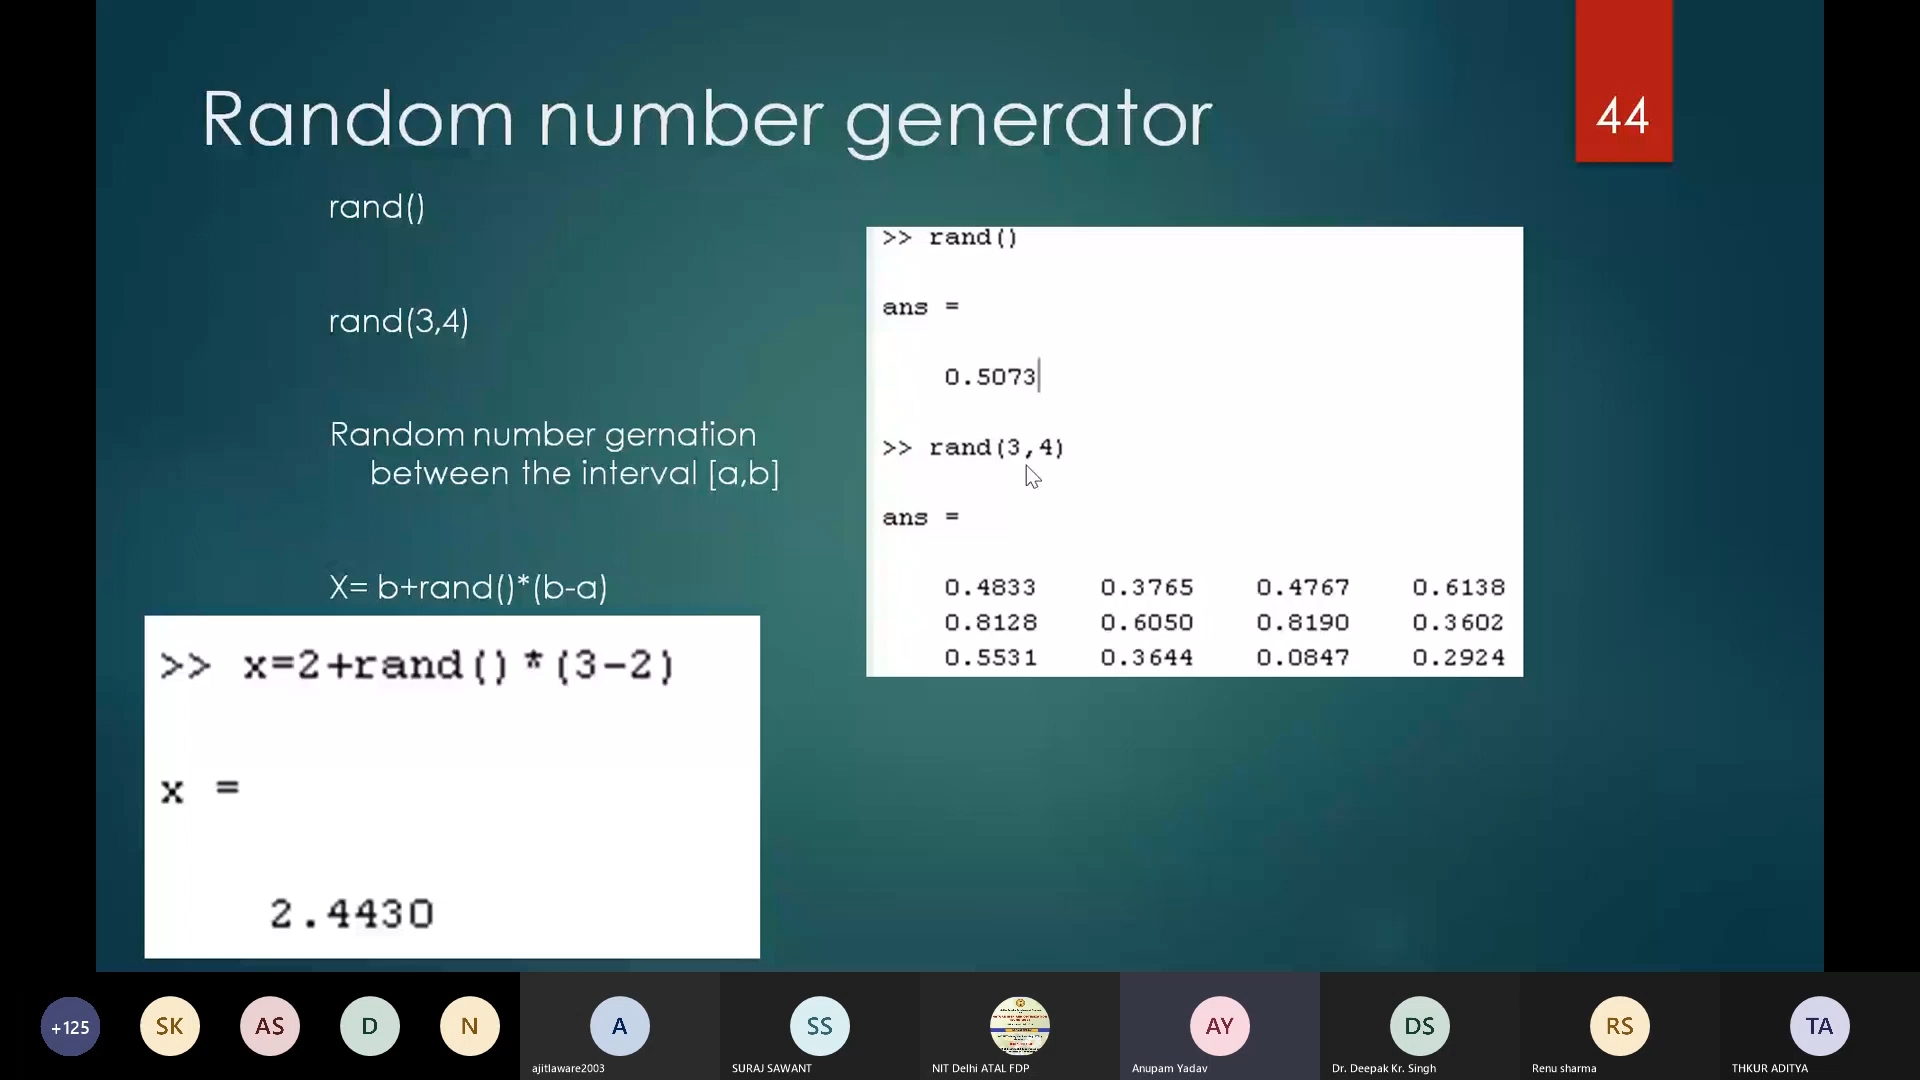 Random number generator
44
rand()
rand(3,4)
Random number gernation
between the interval [a,b]
X= b+rand()*(b-a)
>> x=2+rand()*(3-2)
x =
2.4430
>> rand()
ans =
0.5073
>> rand(3,4)
ans =
0.4833 0.3765 0.4767 0.6138
0.8128 0.6050 0.8190 0.3602
0.5531 0.3644 0.0847 0.2924
+125
SK
AS
D
N
A
SS
AY
DS
RS
TA
ajitlaware2003
SURAJ SAWANT
NIT Delhi ATAL FDP
Anupam Yadav
Dr. Deepak Kr. Singh
Renu sharma
THKUR ADITYA